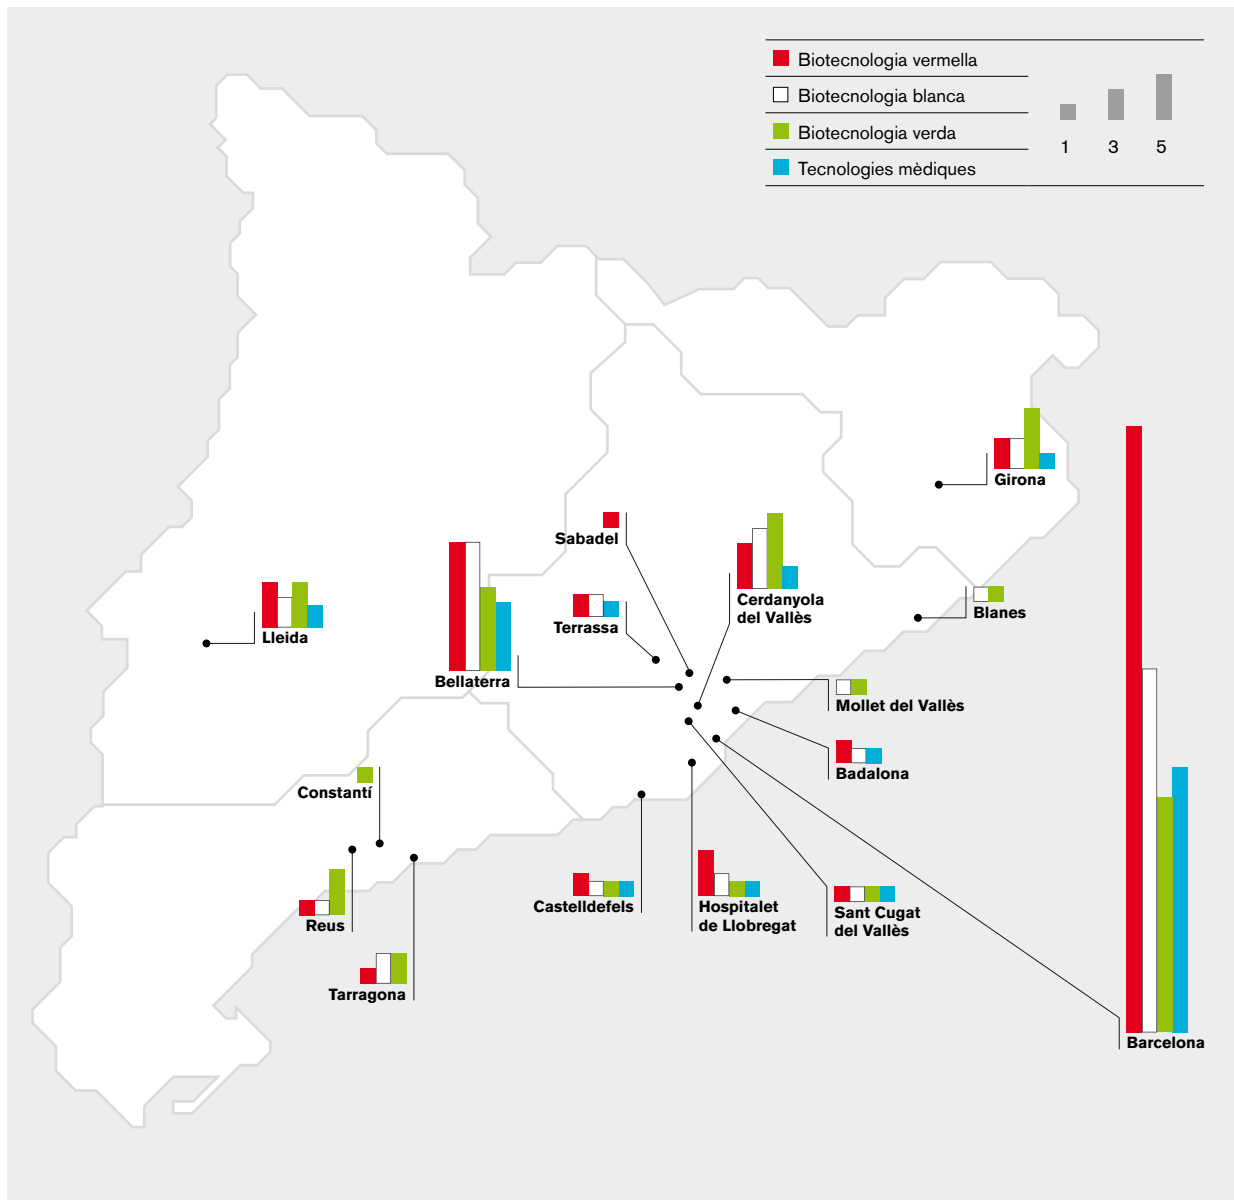 Biotecnologia vermella
Biotecnologia blanca
Biotecnologia verda
Tecnologies mèdiques
1 3 5
Girona
Sabadel
Cerdanyola
del Vallès
Blanes
Terrassa
Lleida
Bellaterra
Mollet del Vallès
Badalona
Constantí
Castelldefels
Hospitalet
de Llobregat
Sant Cugat
del Vallès
Reus
Tarragona
Barcelona